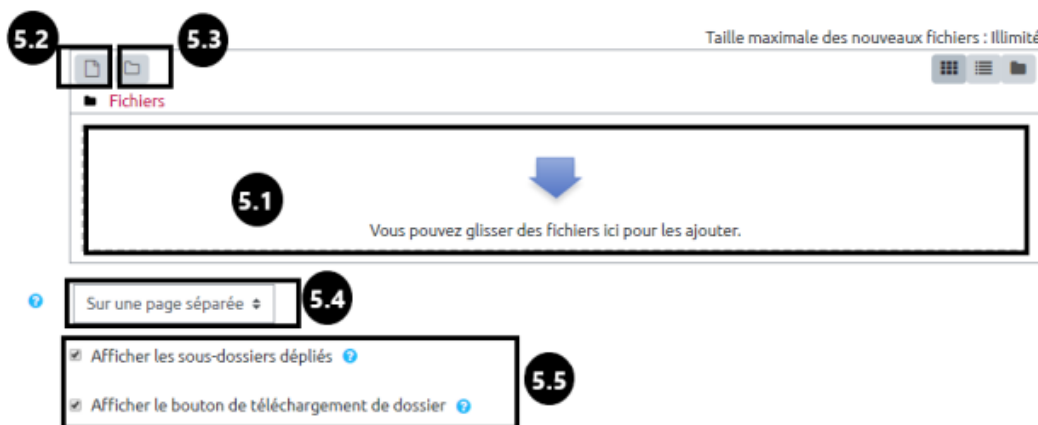 5.2
5.3
Taille maximale des nouveaux fichiers : Illimité
Fichiers
5.1
Vous pouvez glisser des fichiers ici pour les ajouter.
Sur une page séparée
5.4
Afficher les sous-dossiers dépliés
5.5
Afficher le bouton de téléchargement de dossier